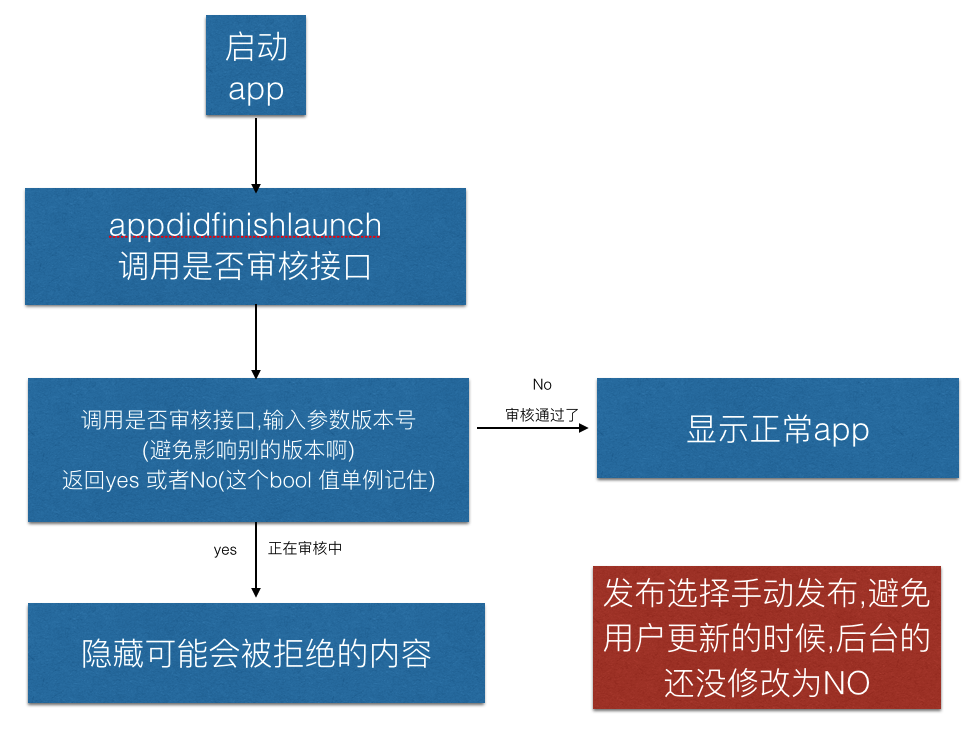 启动
app
appdidfinishlaunch
调用是否审核接口
调用是否审核接口,输入参数版本号
(避免影响别的版本啊)
返回yes 或者No(这个bool 值单例记住)
No
审核通过了
显示正常app
yes
正在审核中
隐藏可能会被拒绝的内容
发布选择手动发布,避免
用户更新的时候,后台的
还没修改为NO